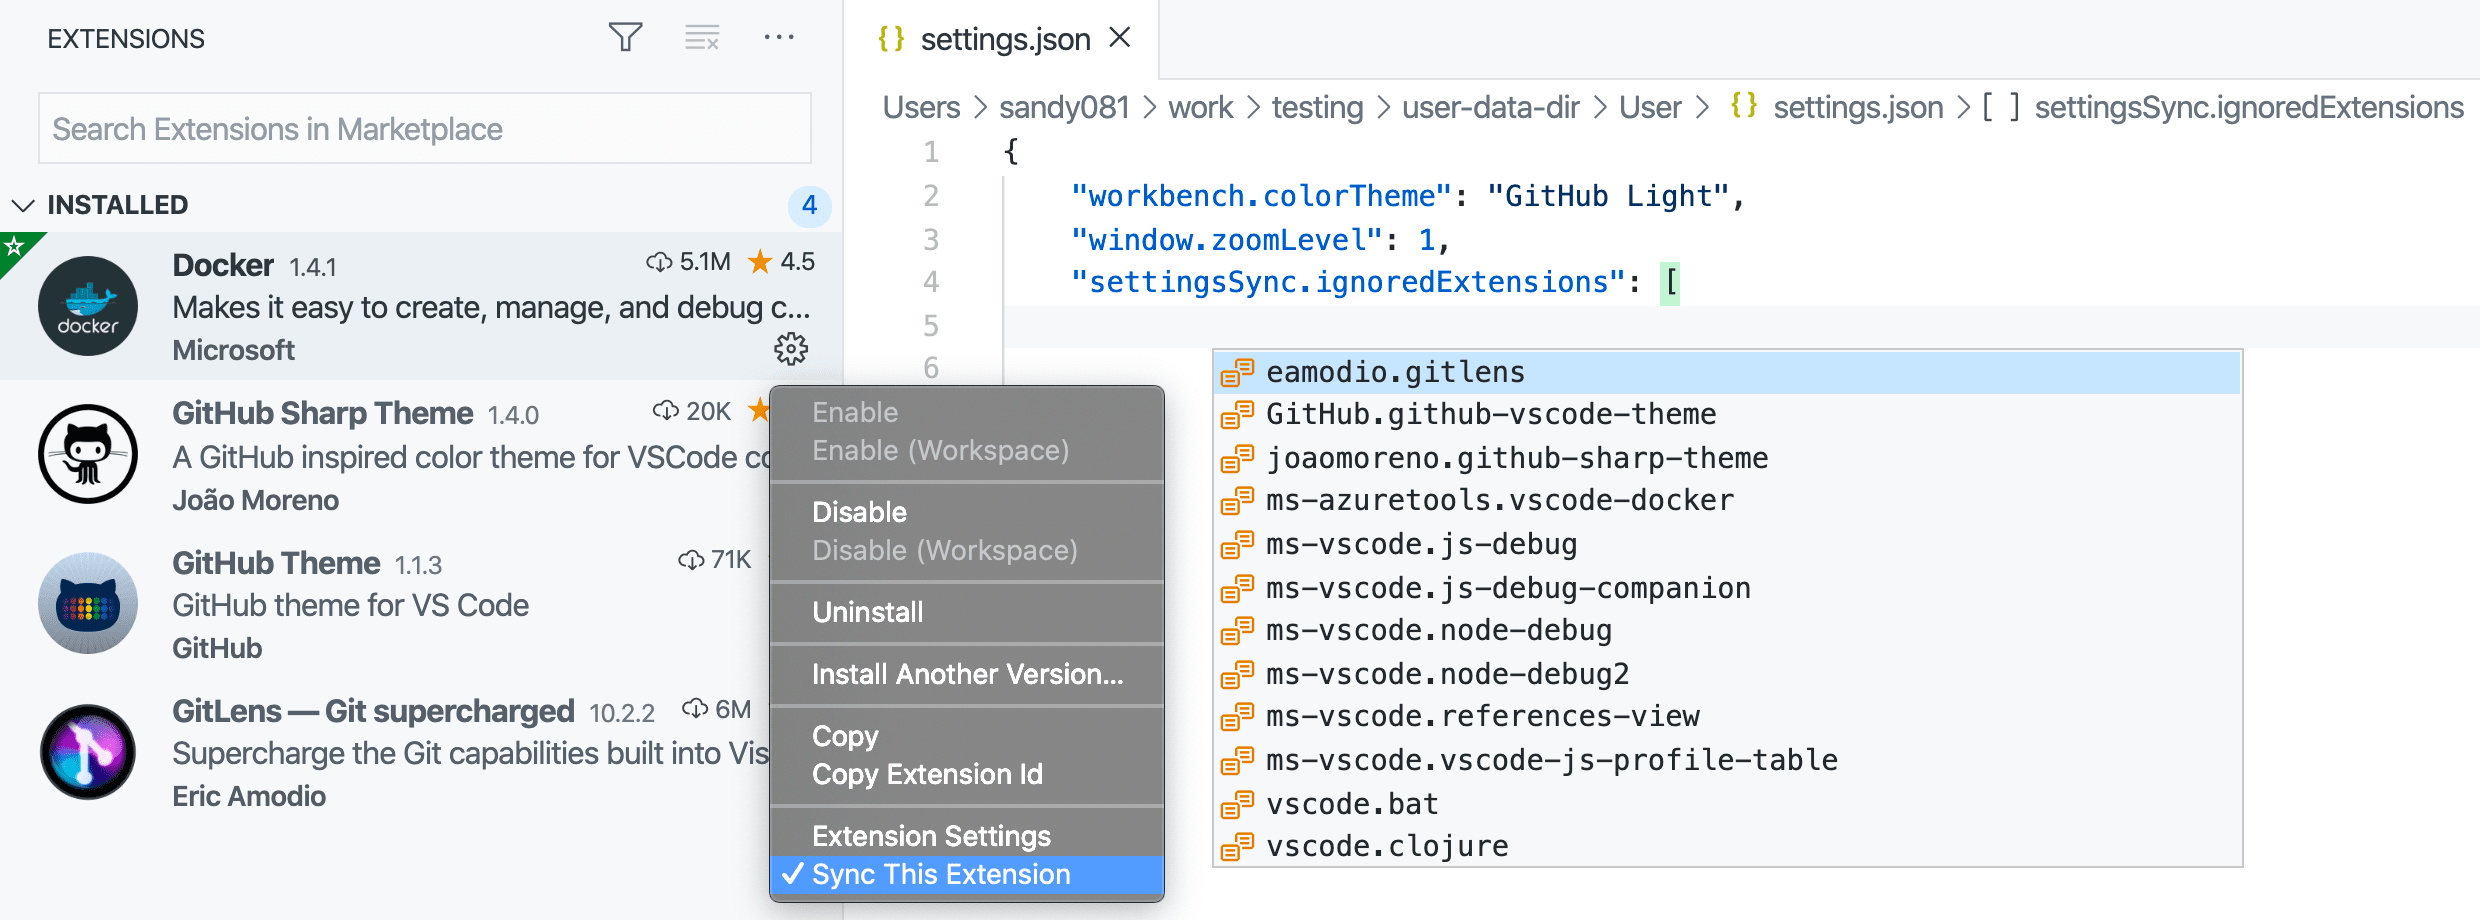 EXTENSIONS
Search Extensions in Marketplace
INSTALLED 4
Docker 1.4.1 5.1M 4.5
Makes it easy to create, manage, and debug c...
Microsoft
docker
GitHub Sharp Theme 1.4.0 20K
A GitHub inspired color theme for VSCode co
João Moreno
GitHub Theme 1.1.3 71K
GitHub theme for VS Code
GitHub
GitLens — Git supercharged 10.2.2 6M
Supercharge the Git capabilities built into Vis
Eric Amodio
Enable
Enable (Workspace)
Disable
Disable (Workspace)
Uninstall
Install Another Version...
Copy
Copy Extension Id
Extension Settings
✓ Sync This Extension
{} settings.json ×
Users > sandy081 > work > testing > user-data-dir > User > {} settings.json > [ ] settingsSync.ignoredExtensions
1 {
2 "workbench.colorTheme": "GitHub Light",
3 "window.zoomLevel": 1,
4 "settingsSync.ignoredExtensions": [
5
6
eamodio.gitlens
GitHub.github-vscode-theme
joaomoreno.github-sharp-theme
ms-azuretools.vscode-docker
ms-vscode.js-debug
ms-vscode.js-debug-companion
ms-vscode.node-debug
ms-vscode.node-debug2
ms-vscode.references-view
ms-vscode.vscode-js-profile-table
vscode.bat
vscode.clojure